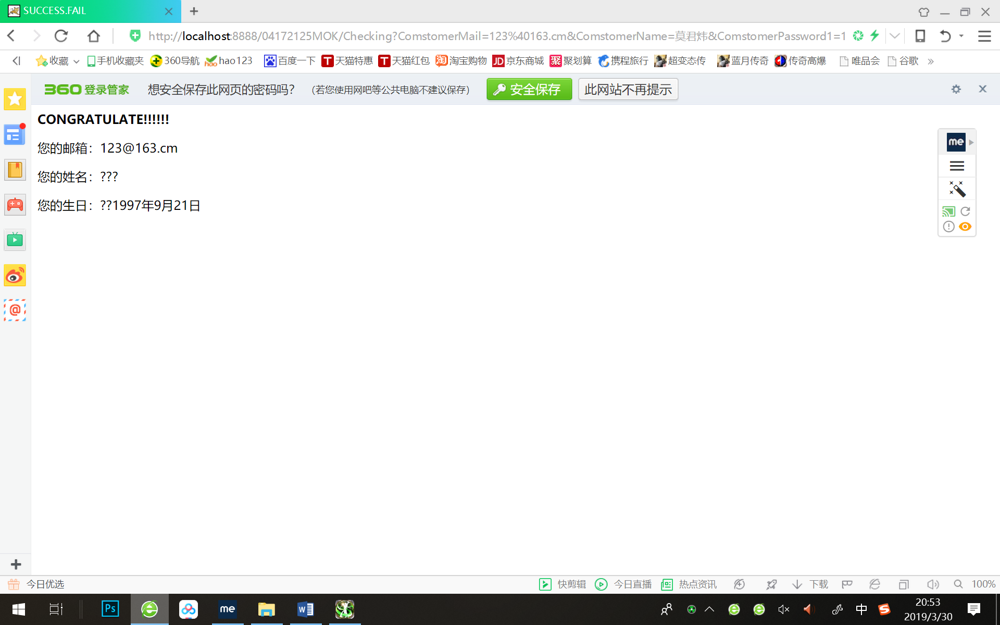 SUCCESS.FAIL
http://localhost:8888/04172125MOK/Checking?ComstomerMail=123%40163.cm&ComstomerName=莫君炜&ComstomerPassword1=1
收藏 手机收藏夹 360导航 hao123 百度一下 天猫特惠 天猫红包 淘宝购物 京东商城 聚划算 携程旅行 超变态传 蓝月传奇 传奇高爆 唯品会 谷歌 »
360 登录管家 想安全保存此网页的密码吗？ （若您使用网吧等公共电脑不建议保存） 安全保存 此网站不再提示
CONGRATULATE!!!!!!
您的邮箱：123@163.cm
您的姓名：???
您的生日：??1997年9月21日
me
今日优选 快剪辑 今日直播 热点资讯 下载 100%
Ps me 中 20:53
2019/3/30